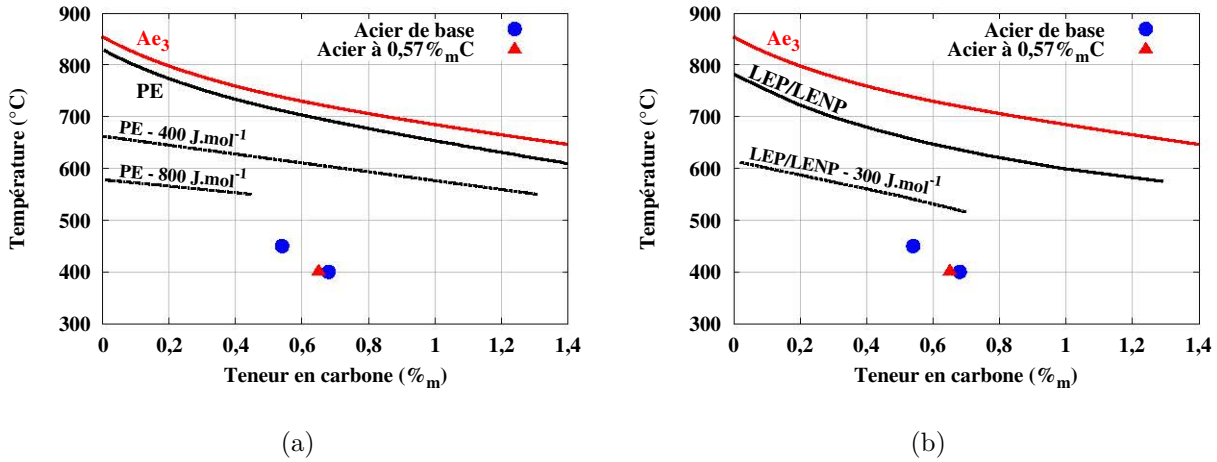 900
800
700
600
500
400
300
0
0,2
0,4
0,6
0,8
1
1,2
1,4
Température (°C)
Teneur en carbone (%m)
Ae3
PE
PE - 400 J.mol-1
PE - 800 J.mol-1
Acier de base
Acier à 0,57%mC
(a)
900
800
700
600
500
400
300
0
0,2
0,4
0,6
0,8
1
1,2
1,4
Température (°C)
Teneur en carbone (%m)
Ae3
LEP/LENP
LEP/LENP - 300 J.mol-1
Acier de base
Acier à 0,57%mC
(b)